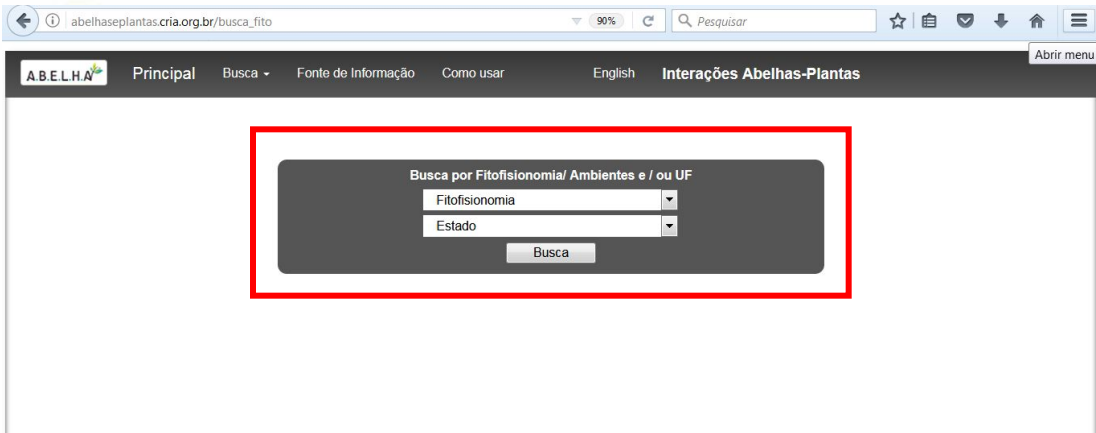 abelhaseplantas.cria.org.br/busca_fito 90% Pesquisar
Abrir menu
A.B.E.L.H.A Principal Busca Fonte de Informação Como usar English Interações Abelhas-Plantas
Busca por Fitofisionomia/ Ambientes e / ou UF
Fitofisionomia
Estado
Busca